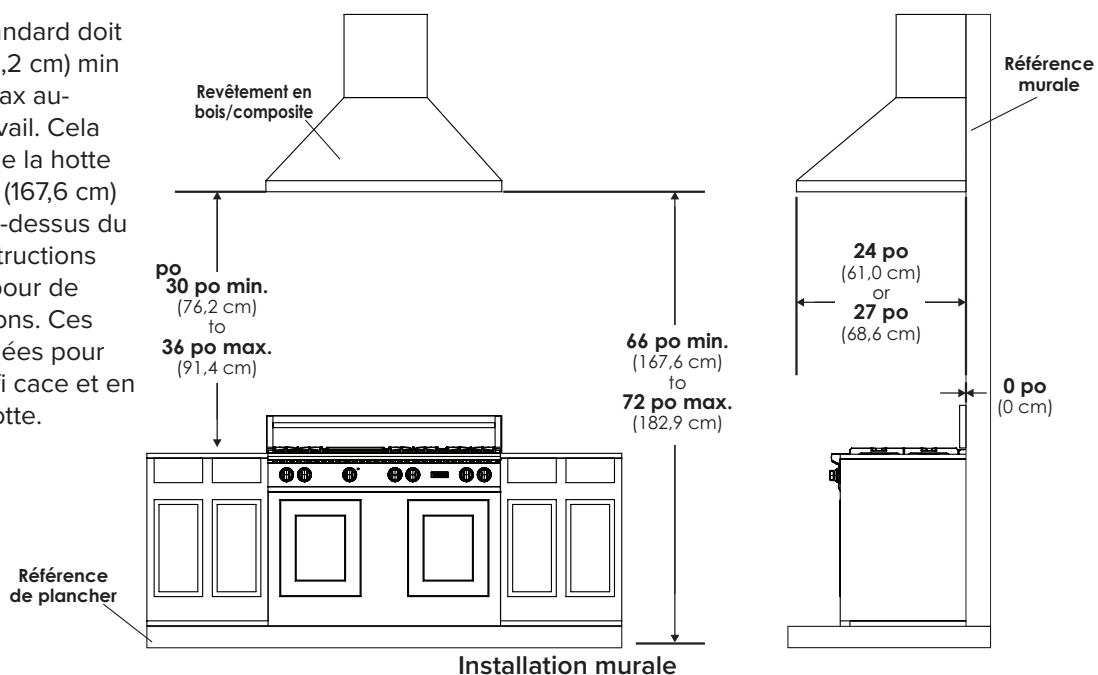 andard doit
,2 cm) min
ax au-
vail. Cela
e la hotte
(167,6 cm)
-dessus du
tructions
pour de
ons. Ces
ées pour
fi cace et en
otte.
Revêtement en
bois/composite
po
30 po min.
(76,2 cm)
to
36 po max.
(91,4 cm)
66 po min.
(167,6 cm)
to
72 po max.
(182,9 cm)
Référence
de plancher
Référence
murale
24 po
(61,0 cm)
or
27 po
(68,6 cm)
0 po
(0 cm)
Installation murale